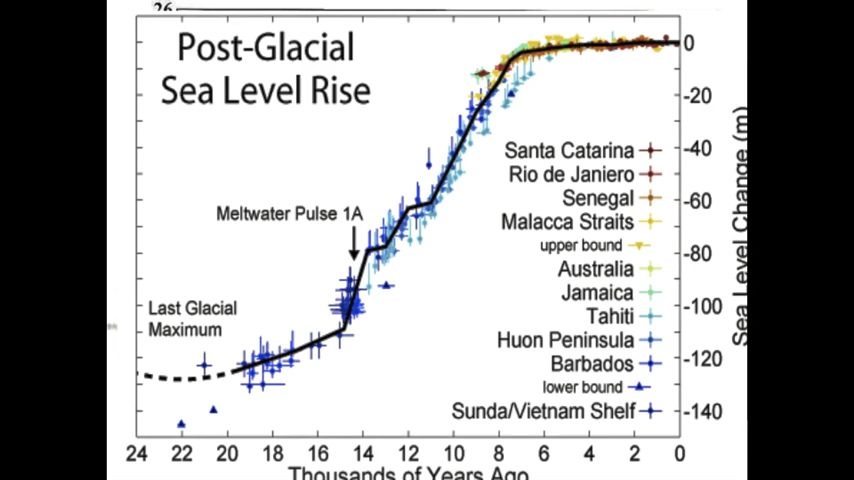 26
Post-Glacial
Sea Level Rise
Meltwater Pulse 1A
Last Glacial
Maximum
Santa Catarina
Rio de Janiero
Senegal
Malacca Straits
upper bound
Australia
Jamaica
Tahiti
Huon Peninsula
Barbados
lower bound
Sunda/Vietnam Shelf
0
-20
-40
-60
-80
-100
-120
-140
Sea Level Change (m)
24 22 20 18 16 14 12 10 8 6 4 2 0
Thousands of Years Ago